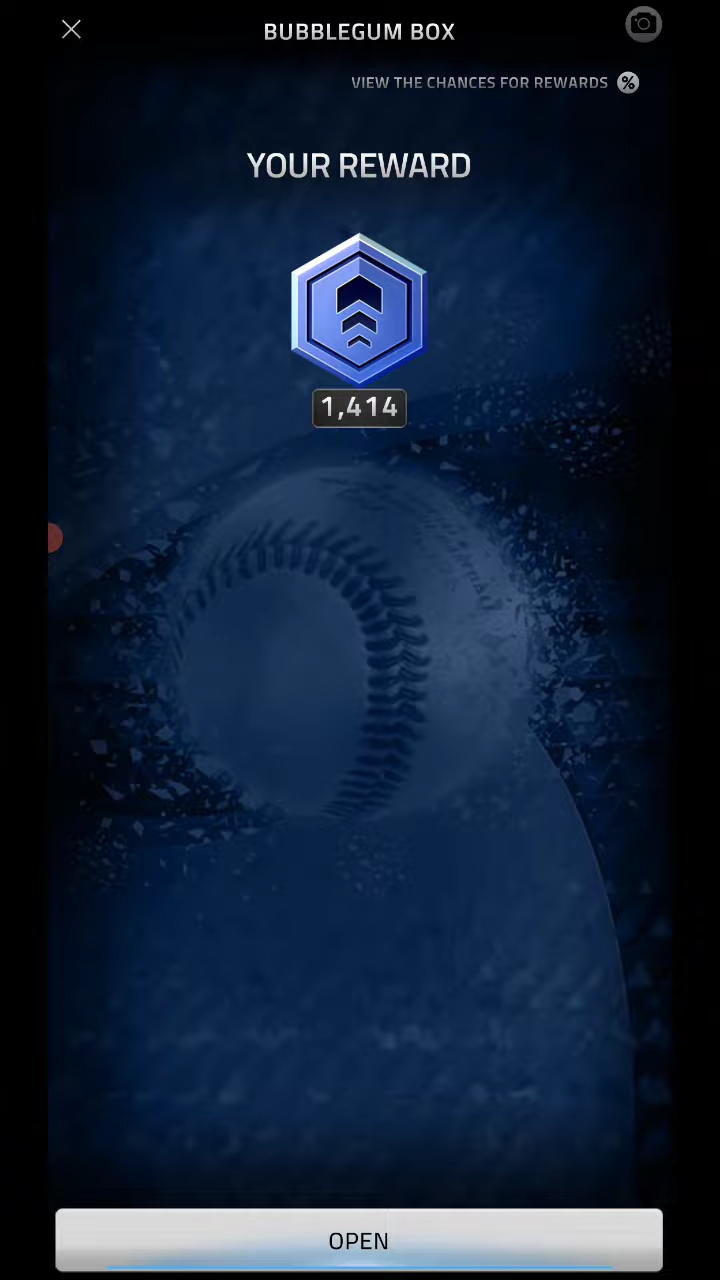 BUBBLEGUM BOX
VIEW THE CHANCES FOR REWARDS %
YOUR REWARD
1,414
OPEN